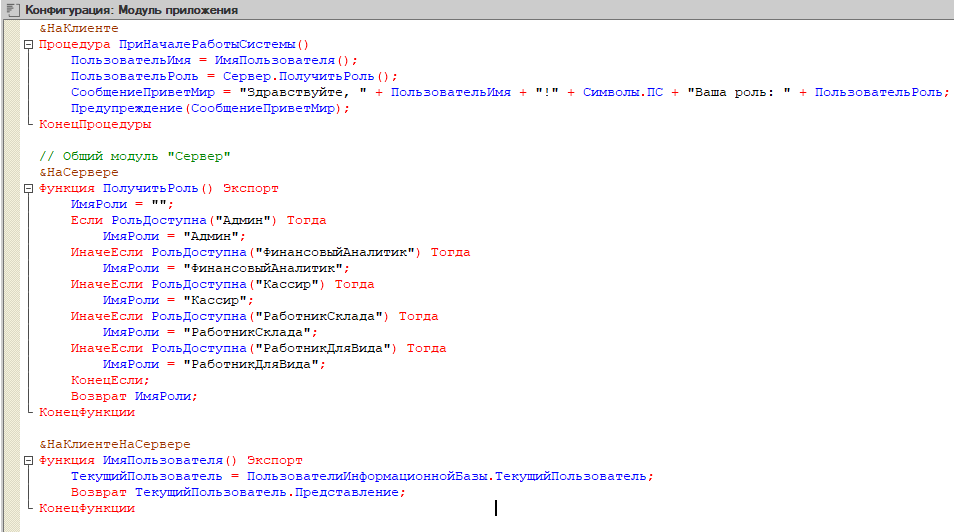 Конфигурация: Модуль приложения
&НаКлиенте
Процедура ПриНачалеРаботыСистемы()
ПользовательИмя = ИмяПользователя();
ПользовательРоль = Сервер.ПолучитьРоль();
СообщениеПриветМир = "Здравствуйте, " + ПользовательИмя + "!" + Символы.ПС + "Ваша роль: " + ПользовательРоль;
Предупреждение(СообщениеПриветМир);
КонецПроцедуры
// Общий модуль "Сервер"
&НаСервере
Функция ПолучитьРоль() Экспорт
ИмяРоли = "";
Если РольДоступна("Админ") Тогда
ИмяРоли = "Админ";
ИначеЕсли РольДоступна("ФинансовыйАналитик") Тогда
ИмяРоли = "ФинансовыйАналитик";
ИначеЕсли РольДоступна("Кассир") Тогда
ИмяРоли = "Кассир";
ИначеЕсли РольДоступна("РаботникСклада") Тогда
ИмяРоли = "РаботникСклада";
ИначеЕсли РольДоступна("РаботникДляВида") Тогда
ИмяРоли = "РаботникДляВида";
КонецЕсли;
Возврат ИмяРоли;
КонецФункции
&НаКлиентеНаСервере
Функция ИмяПользователя() Экспорт
ТекущийПользователь = ПользователиИнформационнойБазы.ТекущийПользователь;
Возврат ТекущийПользователь.Представление;
КонецФункции